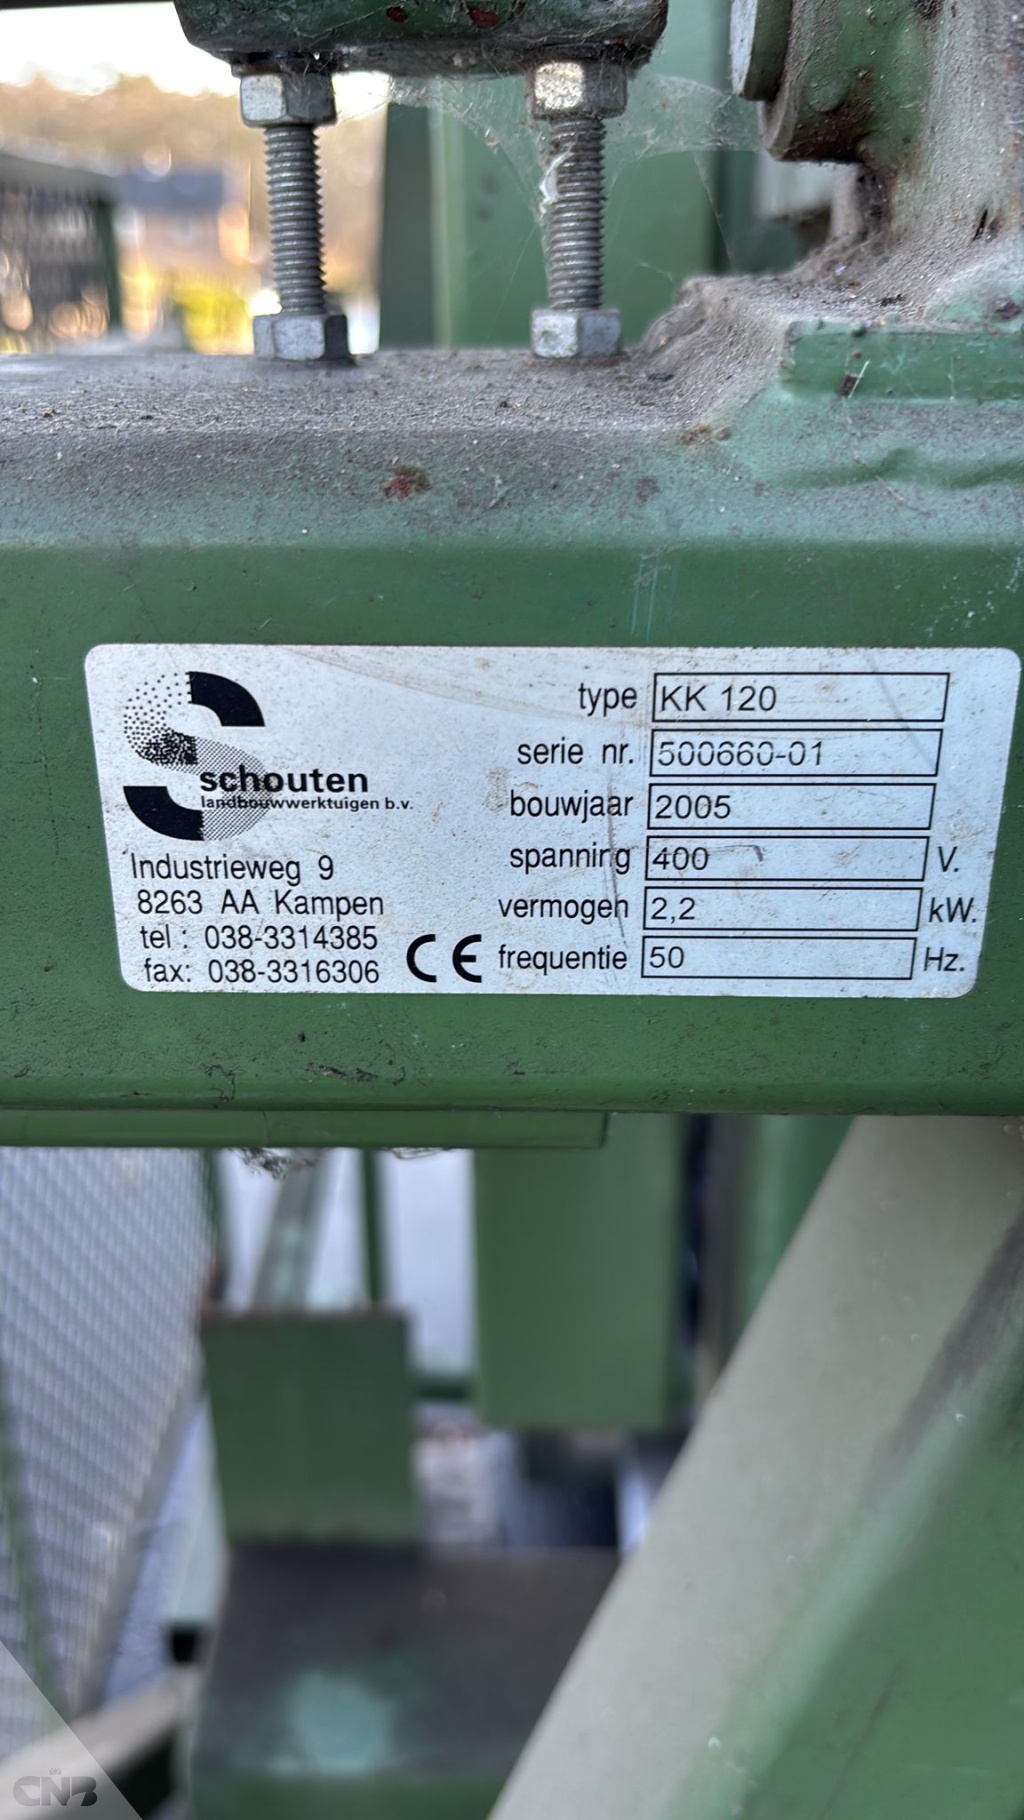 schouten
landbouwwerktuigen b.v.
Industrieweg 9
8263 AA Kampen
tel : 038-3314385
fax: 038-3316306
CE
type KK 120
serie nr. 500660-01
bouwjaar 2005
spanning 400 V.
vermogen 2,2 kW.
frequentie 50 Hz.
CNB